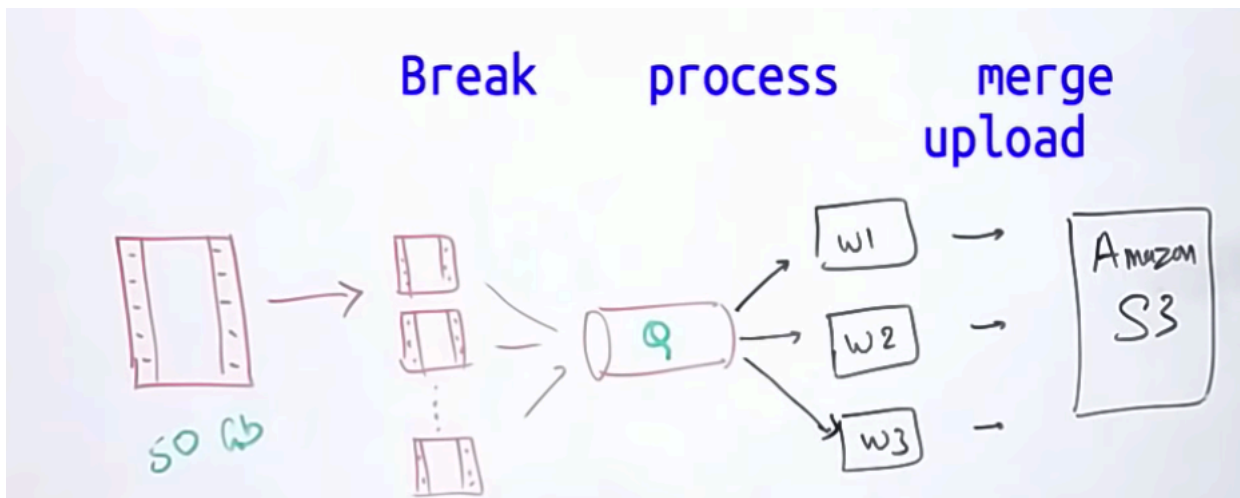 Break process merge
upload
W1
Amazon
S3
Q
W2
W3
50 Gb